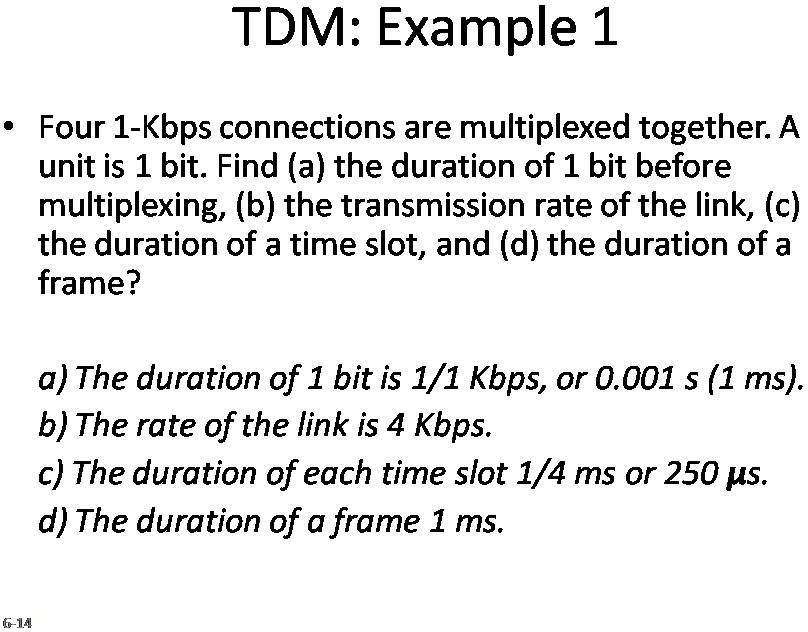 TDM: Example 1
• Four 1-Kbps connections are multiplexed together. A
unit is 1 bit. Find (a) the duration of 1 bit before
multiplexing, (b) the transmission rate of the link, (c)
the duration of a time slot, and (d) the duration of a
frame?
a) The duration of 1 bit is 1/1 Kbps, or 0.001 s (1 ms).
b) The rate of the link is 4 Kbps.
c) The duration of each time slot 1/4 ms or 250 μs.
d) The duration of a frame 1 ms.
6-14